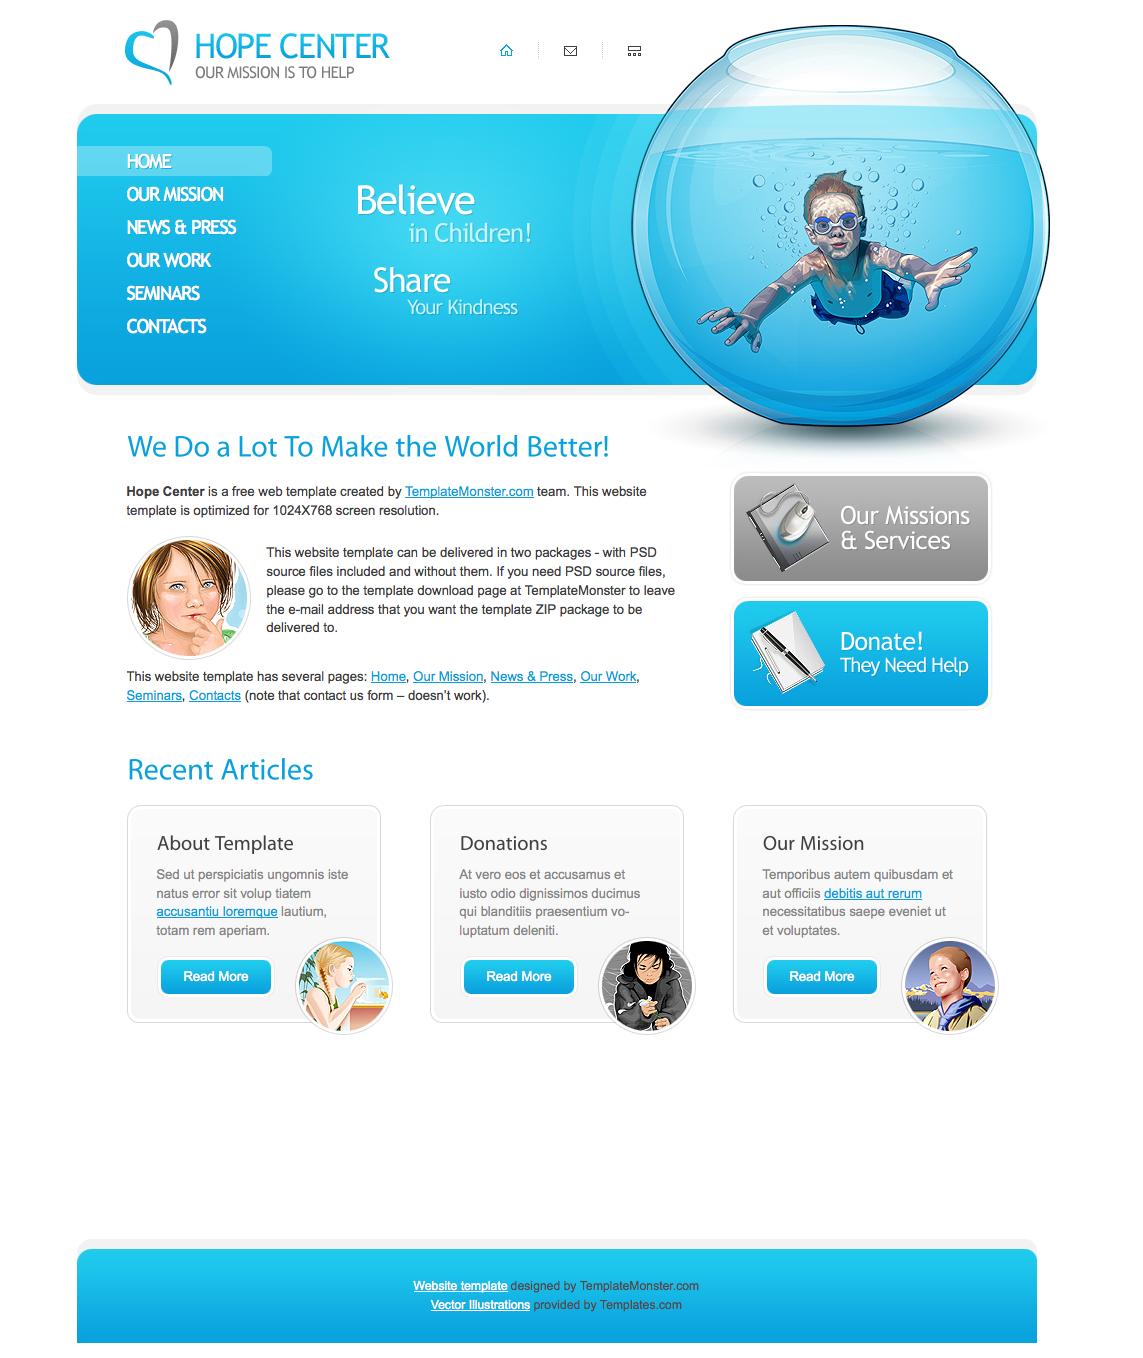 HOPE CENTER
OUR MISSION IS TO HELP
HOME
OUR MISSION
NEWS & PRESS
OUR WORK
SEMINARS
CONTACTS
Believe
in Children!
Share
Your Kindness
We Do a Lot To Make the World Better!
Hope Center is a free web template created by TemplateMonster.com team. This website
template is optimized for 1024X768 screen resolution.
This website template can be delivered in two packages - with PSD
source files included and without them. If you need PSD source files,
please go to the template download page at TemplateMonster to leave
the e-mail address that you want the template ZIP package to be
delivered to.
This website template has several pages: Home, Our Mission, News & Press, Our Work,
Seminars, Contacts (note that contact us form – doesn't work).
Our Missions
& Services
Donate!
They Need Help
Recent Articles
About Template
Sed ut perspiciatis ungomnis iste
natus error sit volup tiatem
accusantiu loremque lautium,
totam rem aperiam.
Read More
Donations
At vero eos et accusamus et
iusto odio dignissimos ducimus
qui blanditiis praesentium vo-
luptatum deleniti.
Read More
Our Mission
Temporibus autem quibusdam et
aut officiis debitis aut rerum
necessitatibus saepe eveniet ut
et voluptates.
Read More
Website template designed by TemplateMonster.com
Vector Illustrations provided by Templates.com